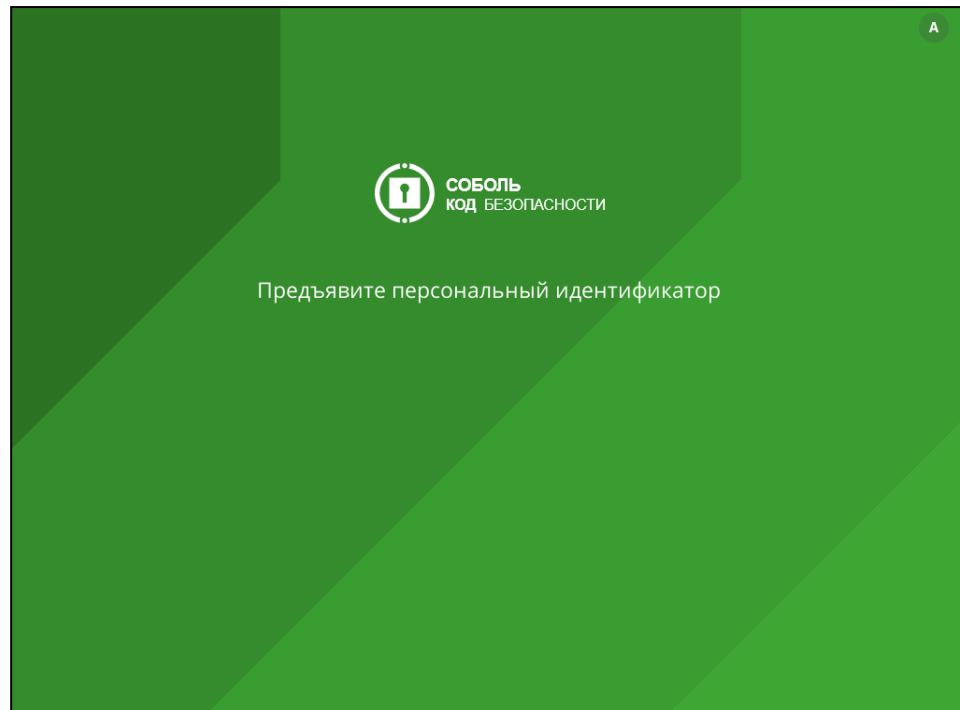 A
СОБОЛЬ
КОД БЕЗОПАСНОСТИ
Предъявите персональный идентификатор